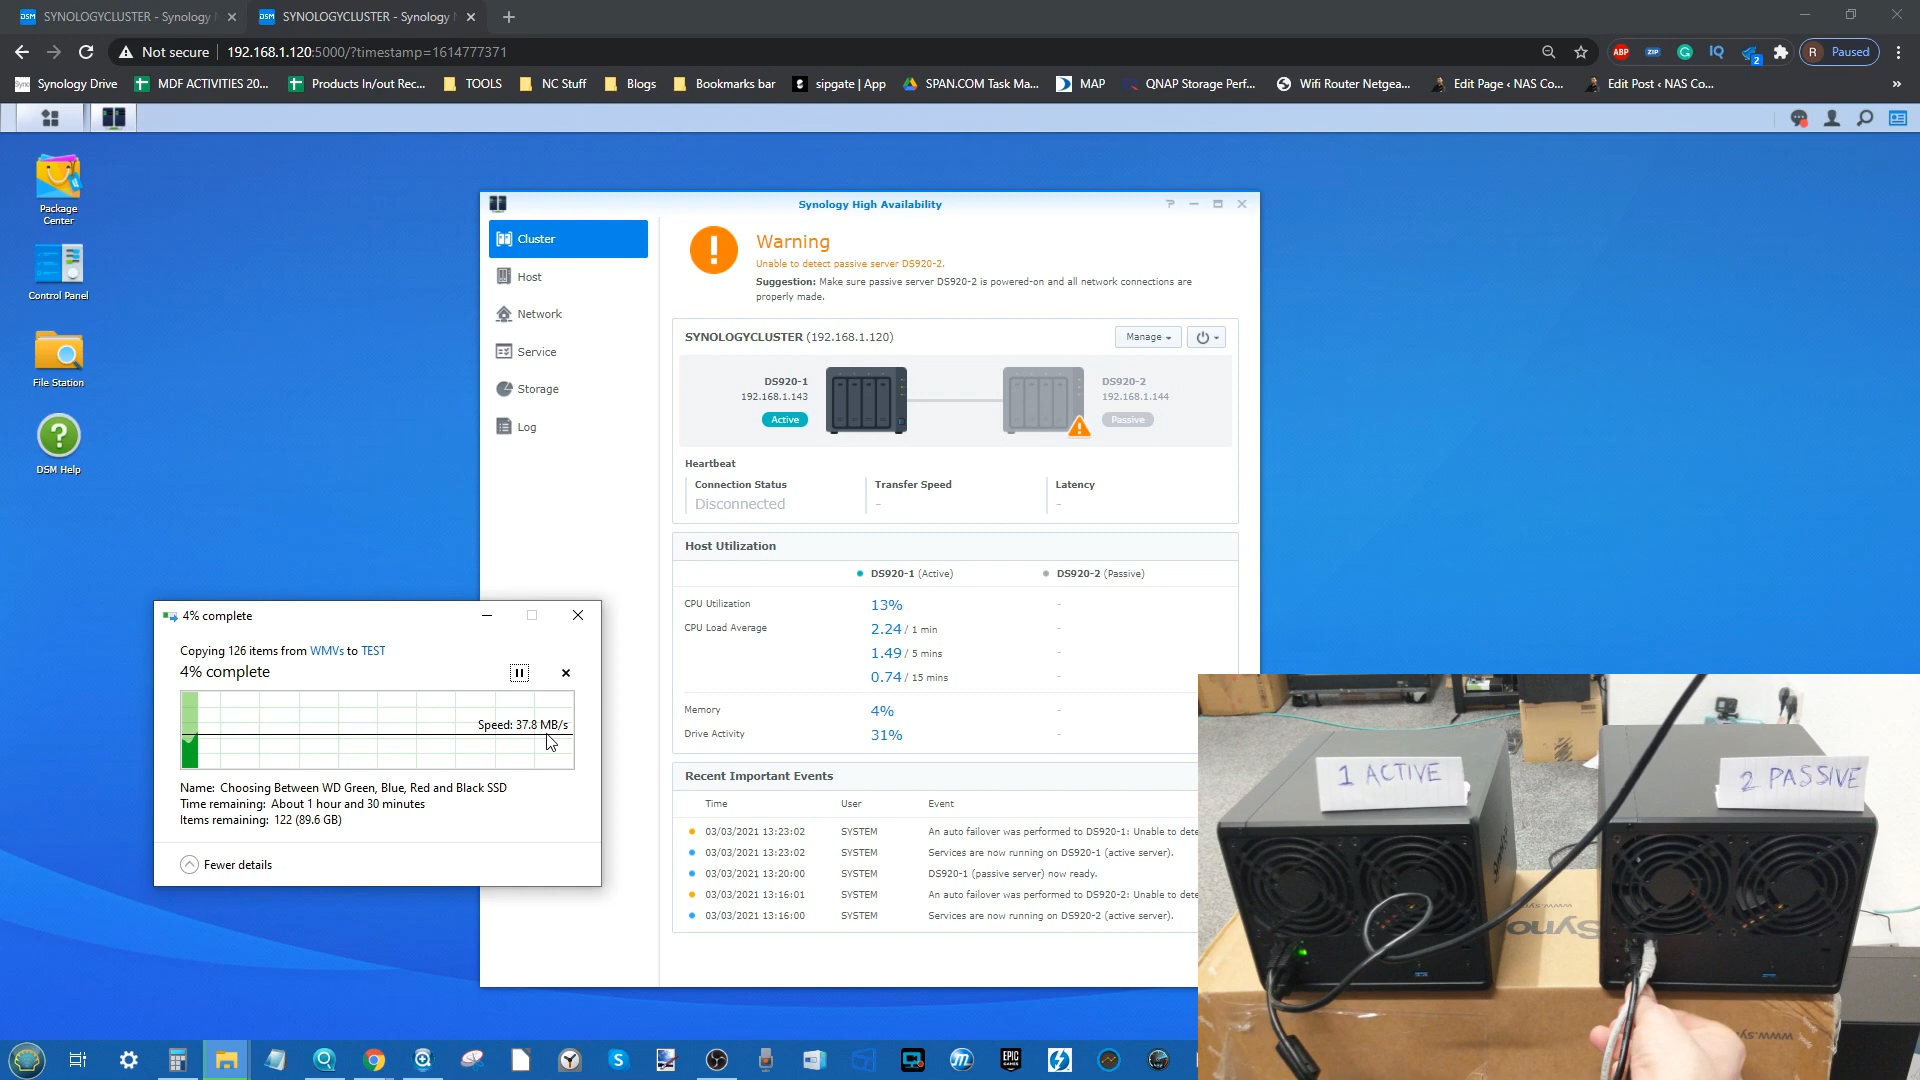 SYNOLOGYCLUSTER - Synology
SYNOLOGYCLUSTER - Synology
Not secure
192.168.1.120:5000/?timestamp=1614777371
ABP
ZIP
IQ
2
R Paused
Synology Drive
MDF ACTIVITIES 20...
Products In/out Rec...
TOOLS
NC Stuff
Blogs
Bookmarks bar
sipgate | App
SPAN.COM Task Ma...
MAP
QNAP Storage Perf...
Wifi Router Netgea...
Edit Page ‹ NAS Co...
Edit Post ‹ NAS Co...
»
Package
Center
Control Panel
File Station
DSM Help
Synology High Availability
Cluster
Host
Network
Service
Storage
Log
Warning
Unable to detect passive server DS920-2.
Suggestion: Make sure passive server DS920-2 is powered-on and all network connections are
properly made.
SYNOLOGYCLUSTER (192.168.1.120)
Manage
DS920-1
192.168.1.143
Active
DS920-2
192.168.1.144
Passive
Heartbeat
Connection Status Transfer Speed Latency
Disconnected - -
Host Utilization
DS920-1 (Active) DS920-2 (Passive)
CPU Utilization 13% -
CPU Load Average 2.24 / 1 min -
1.49 / 5 mins -
0.74 / 15 mins -
Memory 4% -
Drive Activity 31% -
Recent Important Events
Time User Event
03/03/2021 13:23:02 SYSTEM An auto failover was performed to DS920-1: Unable to dete
03/03/2021 13:23:02 SYSTEM Services are now running on DS920-1 (active server).
03/03/2021 13:20:00 SYSTEM DS920-1 (passive server) now ready.
03/03/2021 13:16:01 SYSTEM An auto failover was performed to DS920-2: Unable to dete
03/03/2021 13:16:00 SYSTEM Services are now running on DS920-2 (active server).
4% complete
Copying 126 items from WMVs to TEST
4% complete
Speed: 37.8 MB/s
Name: Choosing Between WD Green, Blue, Red and Black SSD
Time remaining: About 1 hour and 30 minutes
Items remaining: 122 (89.6 GB)
Fewer details
1 ACTIVE
2 PASSIVE
EPIC
GAMES